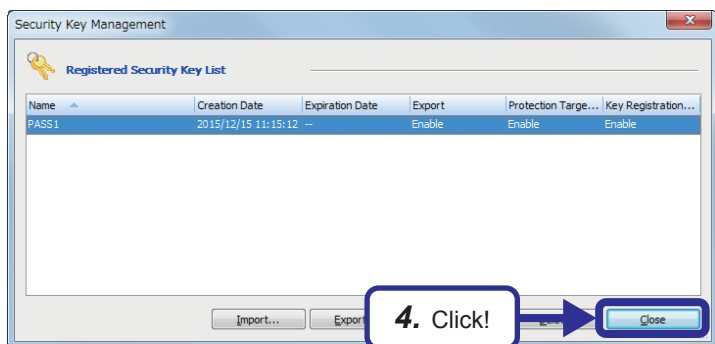 Security Key Management
Registered Security Key List
Name Creation Date Expiration Date Export Protection Targe... Key Registration...
PASS1 2015/12/15 11:15:12 -- Enable Enable Enable
Import... Export 4. Click! Close